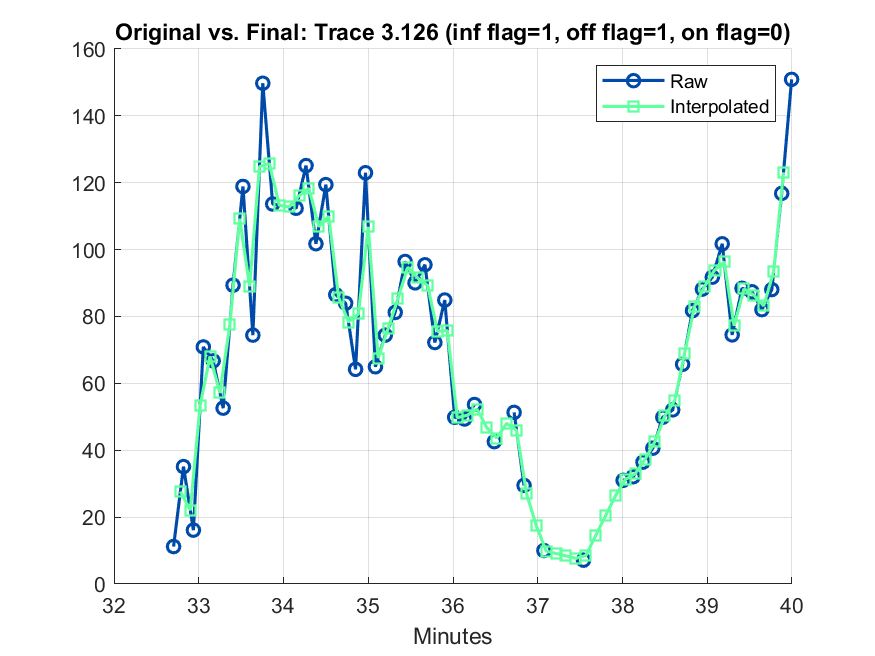 Original vs. Final: Trace 3.126 (inf flag=1, off flag=1, on flag=0)
160
140
120
100
80
60
40
20
0
Raw
Interpolated
32 33 34 35 36 37 38 39 40
Minutes